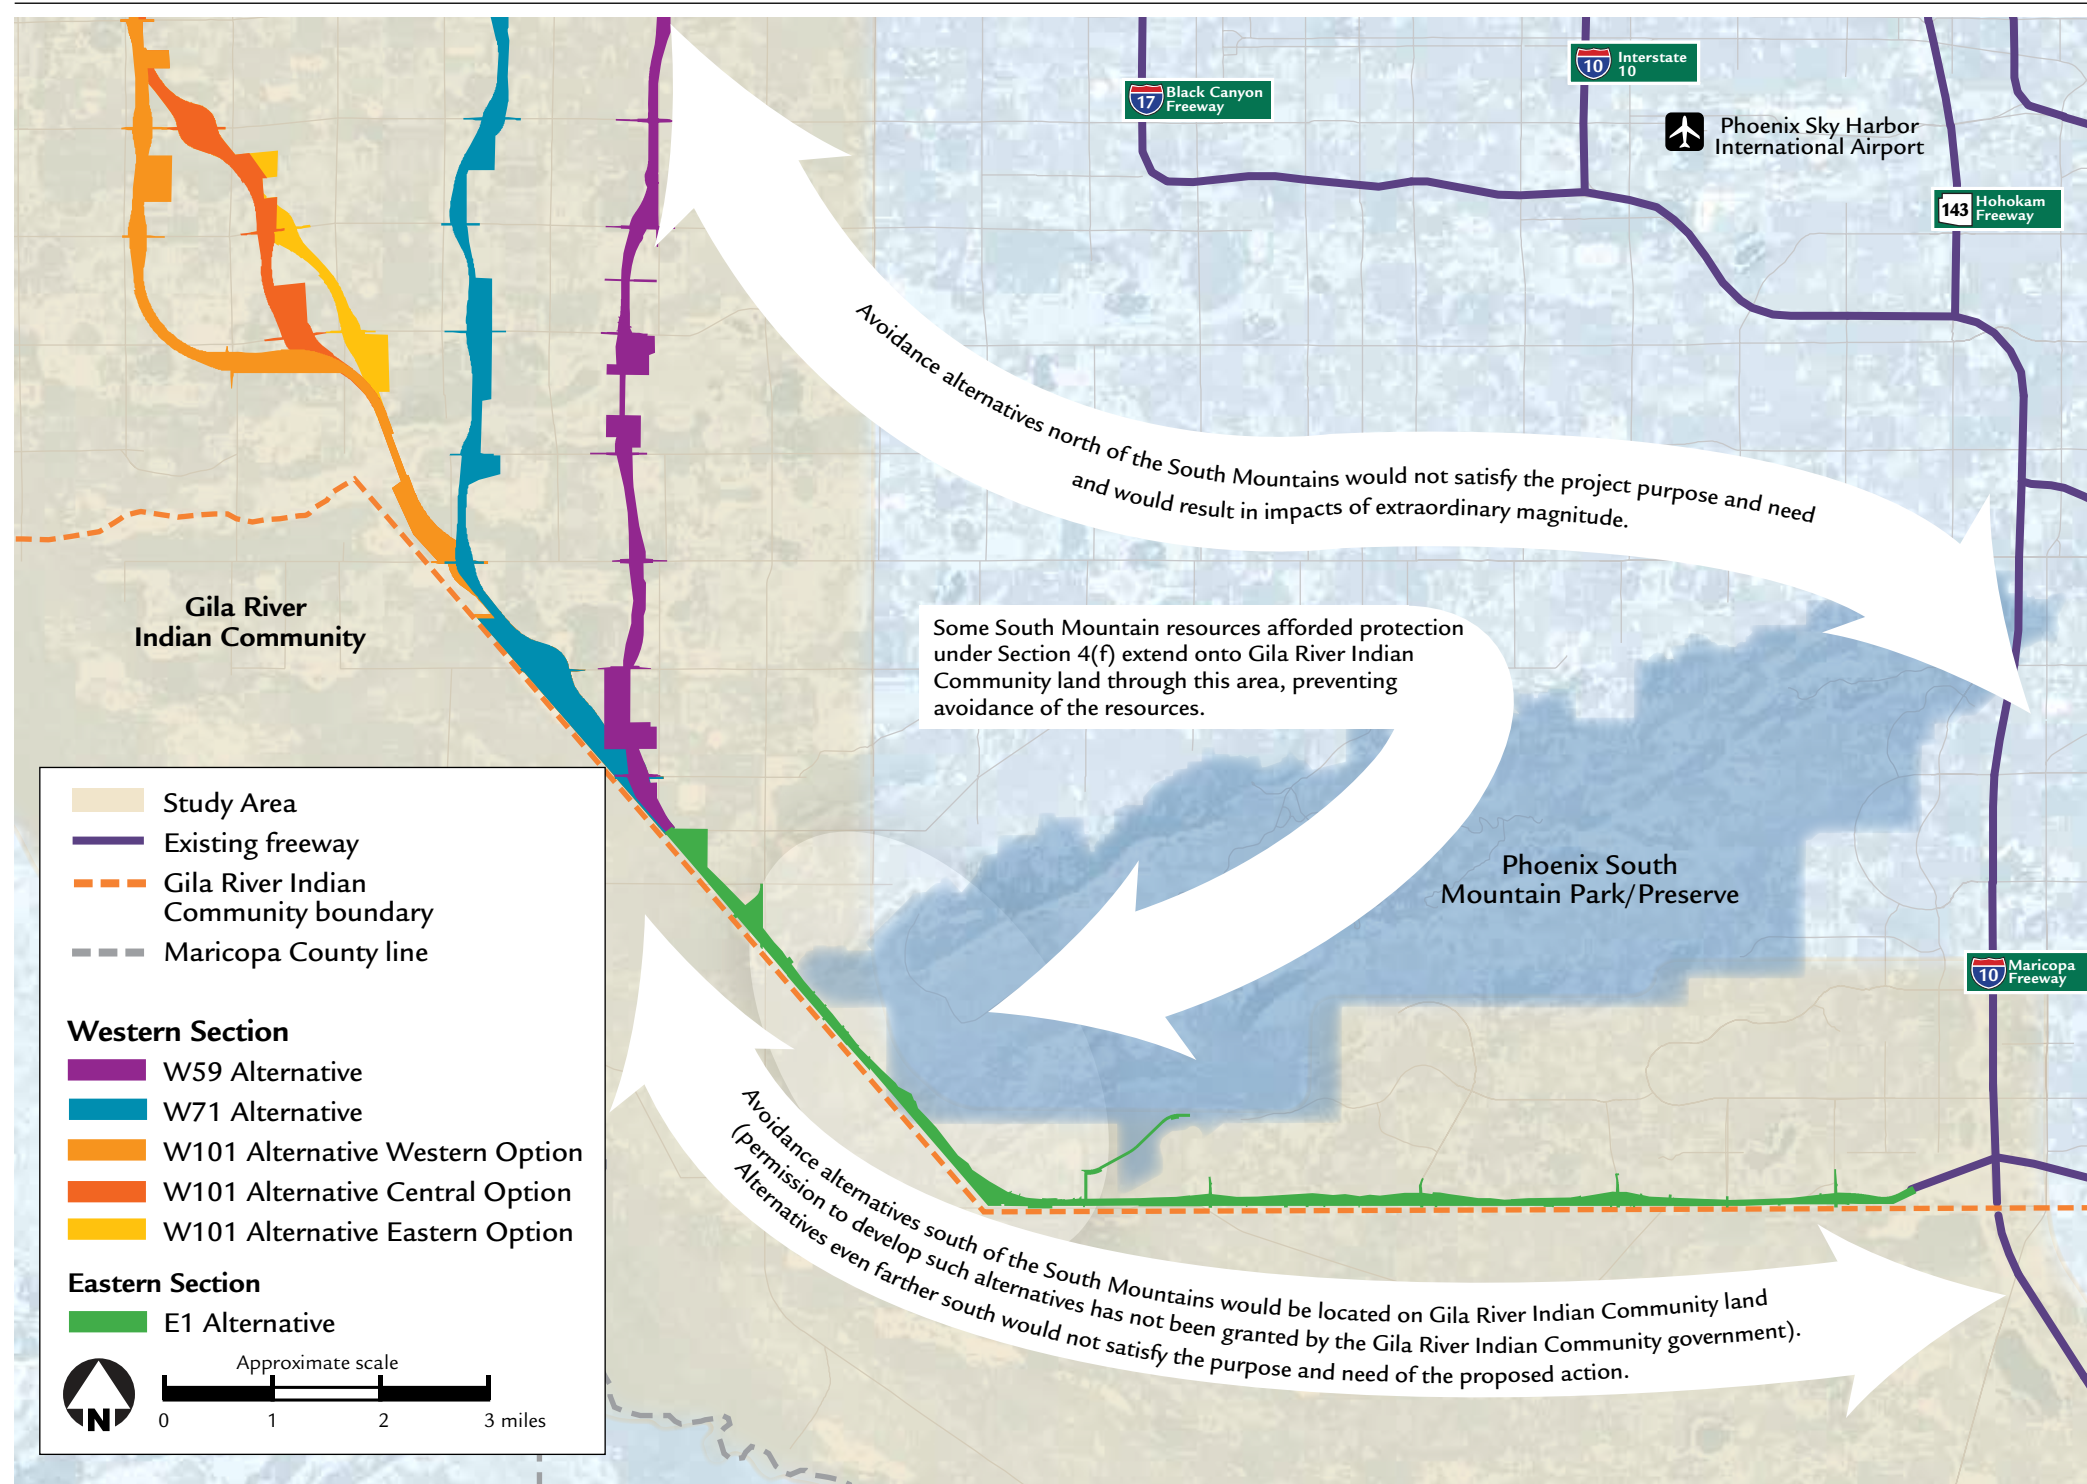 17 Black Canyon
Freeway
10 Interstate
10
Phoenix Sky Harbor
International Airport
143 Hohokam
Freeway
Avoidance alternatives north of the South Mountains would not satisfy the project purpose and need
and would result in impacts of extraordinary magnitude.
Gila River
Indian Community
Some South Mountain resources afforded protection
under Section 4(f) extend onto Gila River Indian
Community land through this area, preventing
avoidance of the resources.
Phoenix South
Mountain Park/Preserve
10 Maricopa
Freeway
Avoidance alternatives south of the South Mountains would be located on Gila River Indian Community land
(permission to develop such alternatives has not been granted by the Gila River Indian Community government).
Alternatives even farther south would not satisfy the purpose and need of the proposed action.
Study Area
Existing freeway
Gila River Indian
Community boundary
Maricopa County line
Western Section
W59 Alternative
W71 Alternative
W101 Alternative Western Option
W101 Alternative Central Option
W101 Alternative Eastern Option
Eastern Section
E1 Alternative
Approximate scale
N
0 1 2 3 miles